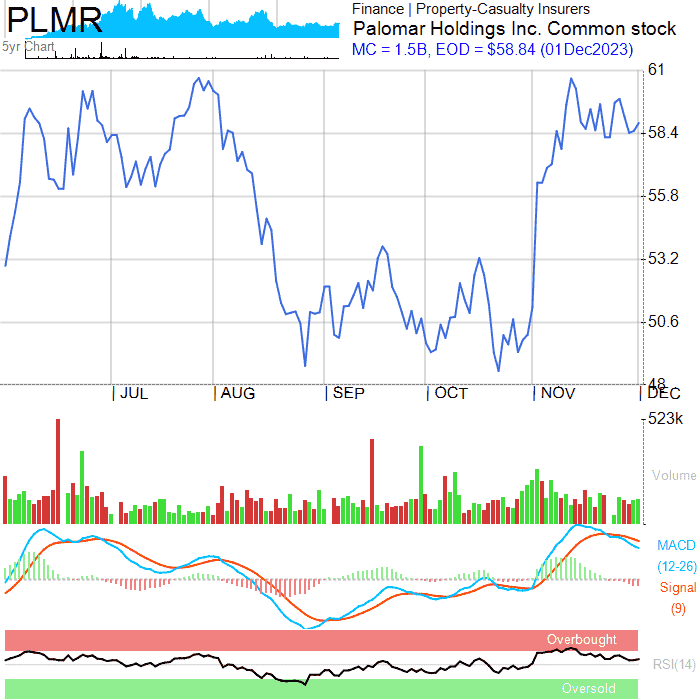 PLMR
Finance | Property-Casualty Insurers
Palomar Holdings Inc. Common stock
MC = 1.5B, EOD = $58.84 (01Dec2023)
5yr Chart
61
58.4
55.8
53.2
50.6
48
JUL
AUG
SEP
OCT
NOV
DEC
523k
Volume
MACD
(12-26)
Signal
(9)
Overbought
RSI(14)
Oversold